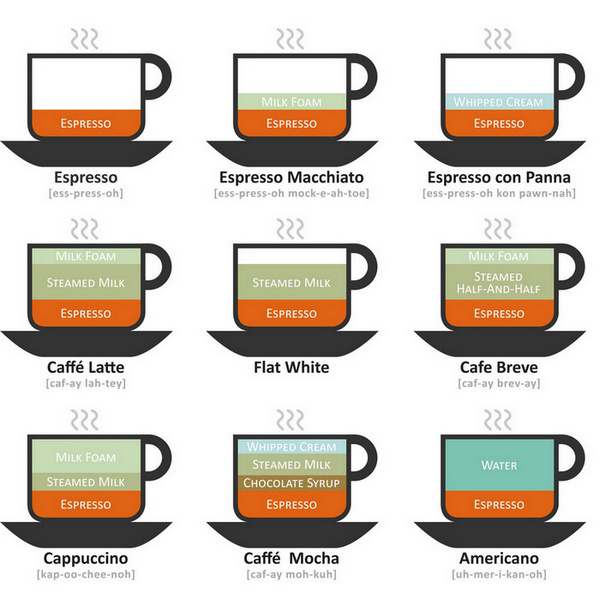 ESPRESSO
Espresso
[ess-press-oh]
MILK FOAM
ESPRESSO
Espresso Macchiato
[ess-press-oh mock-e-ah-toe]
WHIPPED CREAM
ESPRESSO
Espresso con Panna
[ess-press-oh kon pawn-nah]
MILK FOAM
STEAMED MILK
ESPRESSO
Caffé Latte
[caf-ay lah-tey]
STEAMED MILK
ESPRESSO
Flat White
MILK FOAM
STEAMED
HALF-AND-HALF
ESPRESSO
Cafe Breve
[caf-ay brev-ay]
MILK FOAM
STEAMED MILK
ESPRESSO
Cappuccino
[kap-oo-chee-noh]
WHIPPED CREAM
STEAMED MILK
CHOCOLATE SYRUP
ESPRESSO
Caffé Mocha
[caf-ay moh-kuh]
WATER
ESPRESSO
Americano
[uh-mer-i-kan-oh]